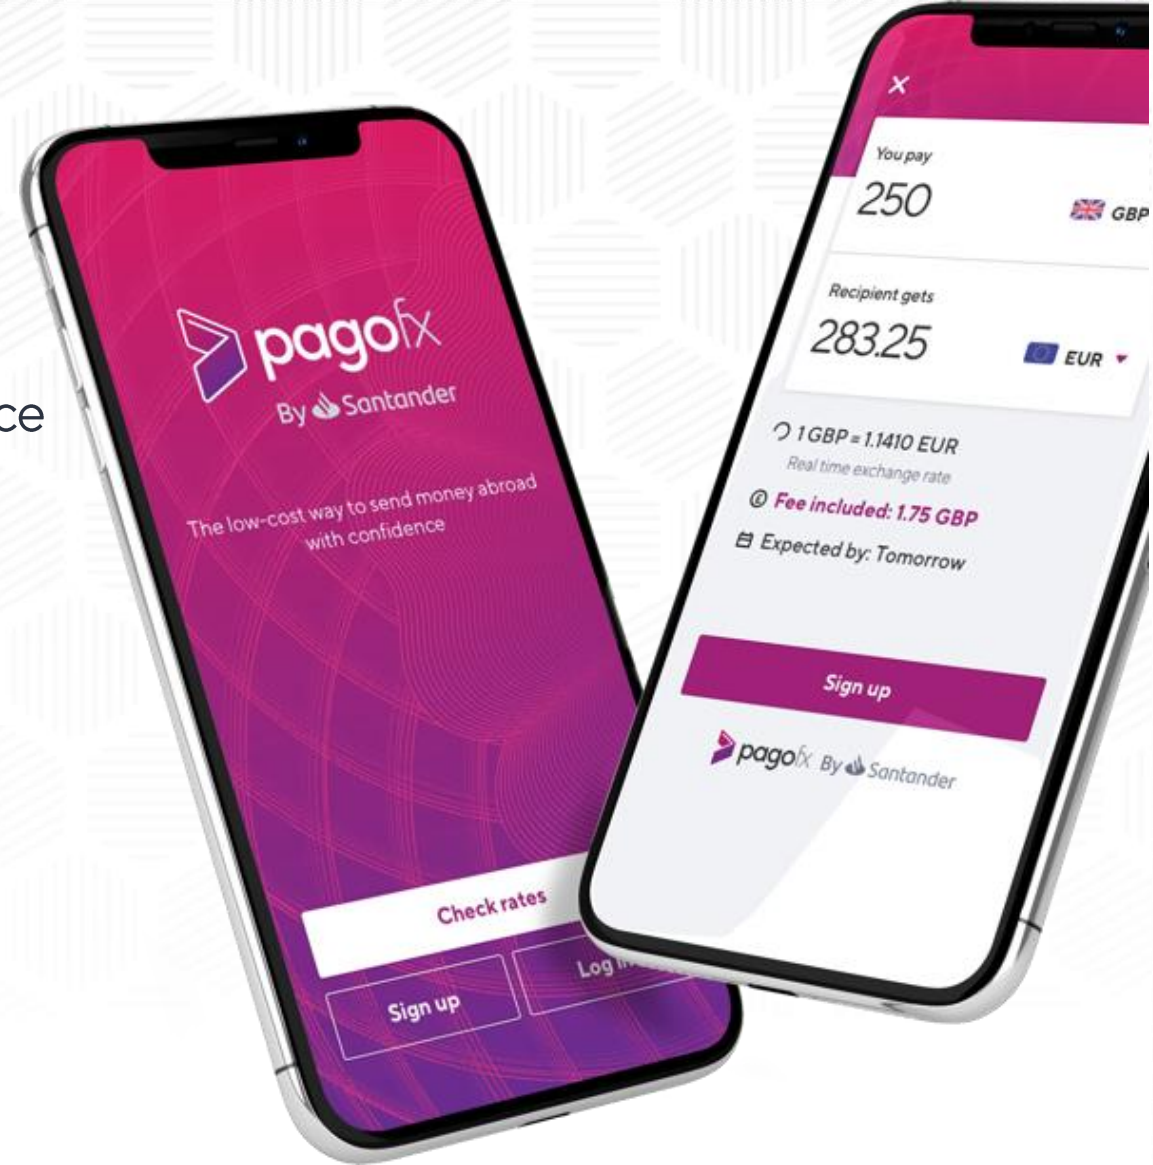 ce
pagofx
By Santander
The low-cost way to send money abroad
with confidence
Check rates
Sign up
You pay
250
GBP
Recipient gets
283.25
EUR
1 GBP = 1.1410 EUR
Real time exchange rate
£ Fee included: 1.75 GBP
Expected by: Tomorrow
Sign up
pagofx By Santander